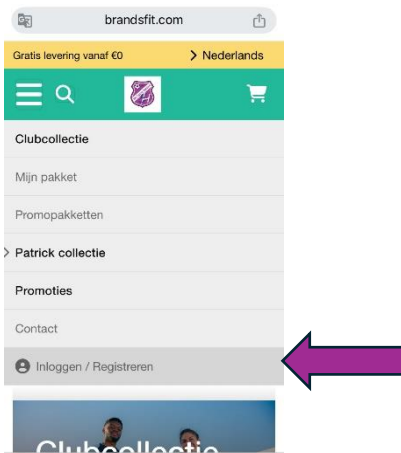 brandsfit.com
Gratis levering vanaf €0 > Nederlands
Clubcollectie
Mijn pakket
Promopakketten
> Patrick collectie
Promoties
Contact
Inloggen / Registreren
Clubcollectie